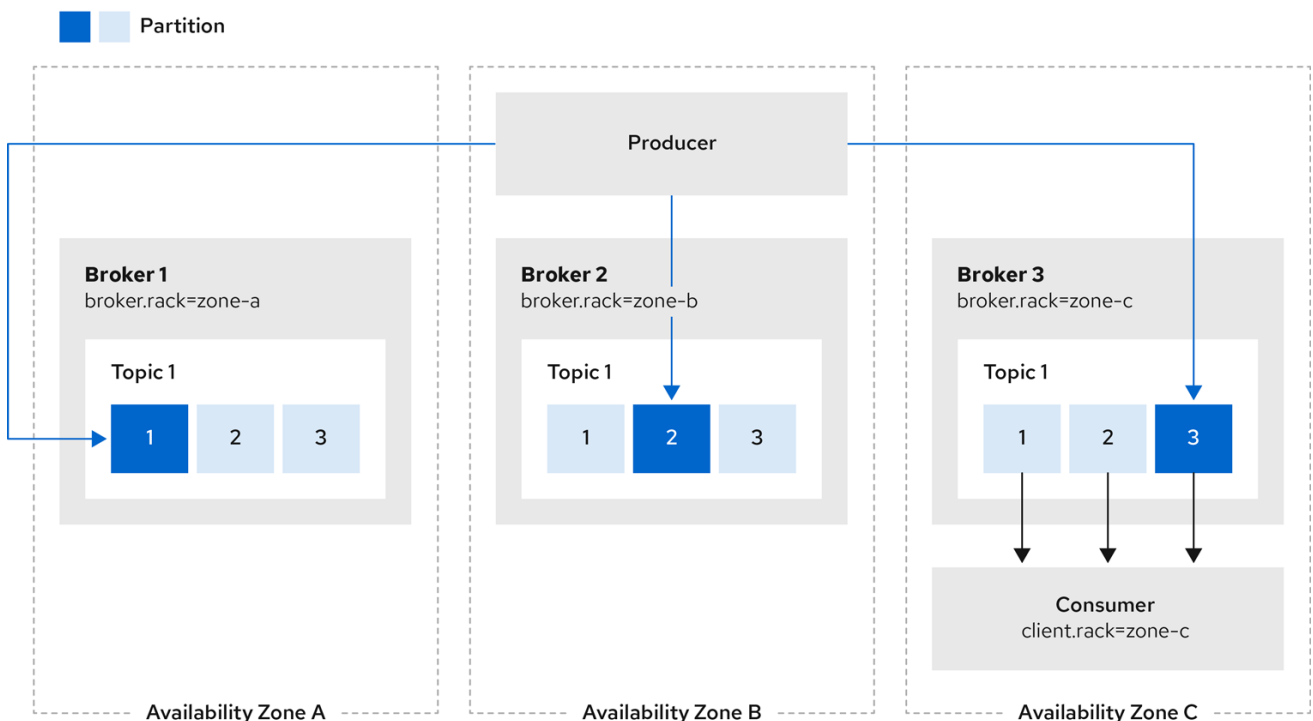 Partition
Producer
Broker 1
broker.rack=zone-a
Topic 1
1 2 3
Broker 2
broker.rack=zone-b
Topic 1
1 2 3
Broker 3
broker.rack=zone-c
Topic 1
1 2 3
Consumer
client.rack=zone-c
Availability Zone A
Availability Zone B
Availability Zone C